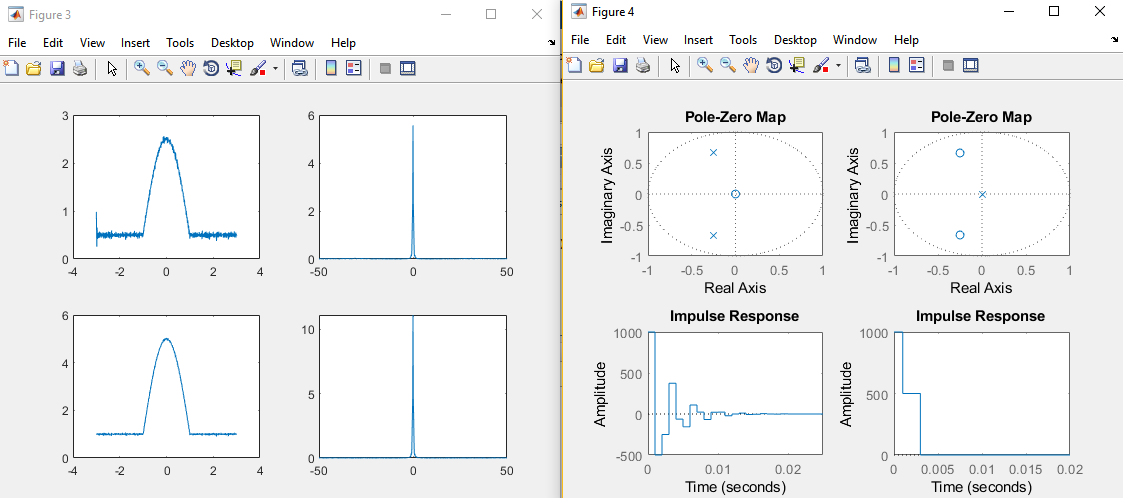 Figure 3
File Edit View Insert Tools Desktop Window Help
3
2
1
0
-4 -2 0 2 4
6
4
2
0
-50 0 50
6
4
2
0
-4 -2 0 2 4
10
5
0
-50 0 50
Figure 4
File Edit View Insert Tools Desktop Window Help
Pole-Zero Map
Imaginary Axis
1
0.5
0
-0.5
-1
-1 -0.5 0 0.5 1
Real Axis
Pole-Zero Map
Imaginary Axis
1
0.5
0
-0.5
-1
-1 -0.5 0 0.5 1
Real Axis
Impulse Response
Amplitude
1000
500
0
-500
0 0.01 0.02
Time (seconds)
Impulse Response
Amplitude
1000
500
0
0 0.005 0.01 0.015 0.02
Time (seconds)